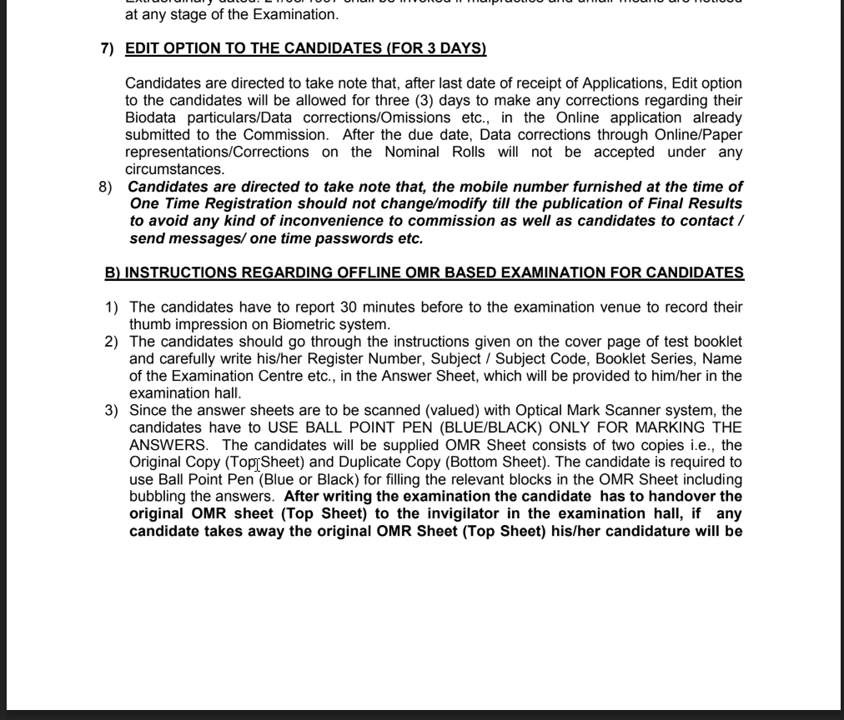 at any stage of the Examination.
7) EDIT OPTION TO THE CANDIDATES (FOR 3 DAYS)
Candidates are directed to take note that, after last date of receipt of Applications, Edit option
to the candidates will be allowed for three (3) days to make any corrections regarding their
Biodata particulars/Data corrections/Omissions etc., in the Online application already
submitted to the Commission. After the due date, Data corrections through Online/Paper
representations/Corrections on the Nominal Rolls will not be accepted under any
circumstances.
8) Candidates are directed to take note that, the mobile number furnished at the time of
One Time Registration should not change/modify till the publication of Final Results
to avoid any kind of inconvenience to commission as well as candidates to contact /
send messages/ one time passwords etc.
B) INSTRUCTIONS REGARDING OFFLINE OMR BASED EXAMINATION FOR CANDIDATES
1) The candidates have to report 30 minutes before to the examination venue to record their
thumb impression on Biometric system.
2) The candidates should go through the instructions given on the cover page of test booklet
and carefully write his/her Register Number, Subject / Subject Code, Booklet Series, Name
of the Examination Centre etc., in the Answer Sheet, which will be provided to him/her in the
examination hall.
3) Since the answer sheets are to be scanned (valued) with Optical Mark Scanner system, the
candidates have to USE BALL POINT PEN (BLUE/BLACK) ONLY FOR MARKING THE
ANSWERS. The candidates will be supplied OMR Sheet consists of two copies i.e., the
Original Copy (Top Sheet) and Duplicate Copy (Bottom Sheet). The candidate is required to
use Ball Point Pen (Blue or Black) for filling the relevant blocks in the OMR Sheet including
bubbling the answers. After writing the examination the candidate has to handover the
original OMR sheet (Top Sheet) to the invigilator in the examination hall, if any
candidate takes away the original OMR Sheet (Top Sheet) his/her candidature will be